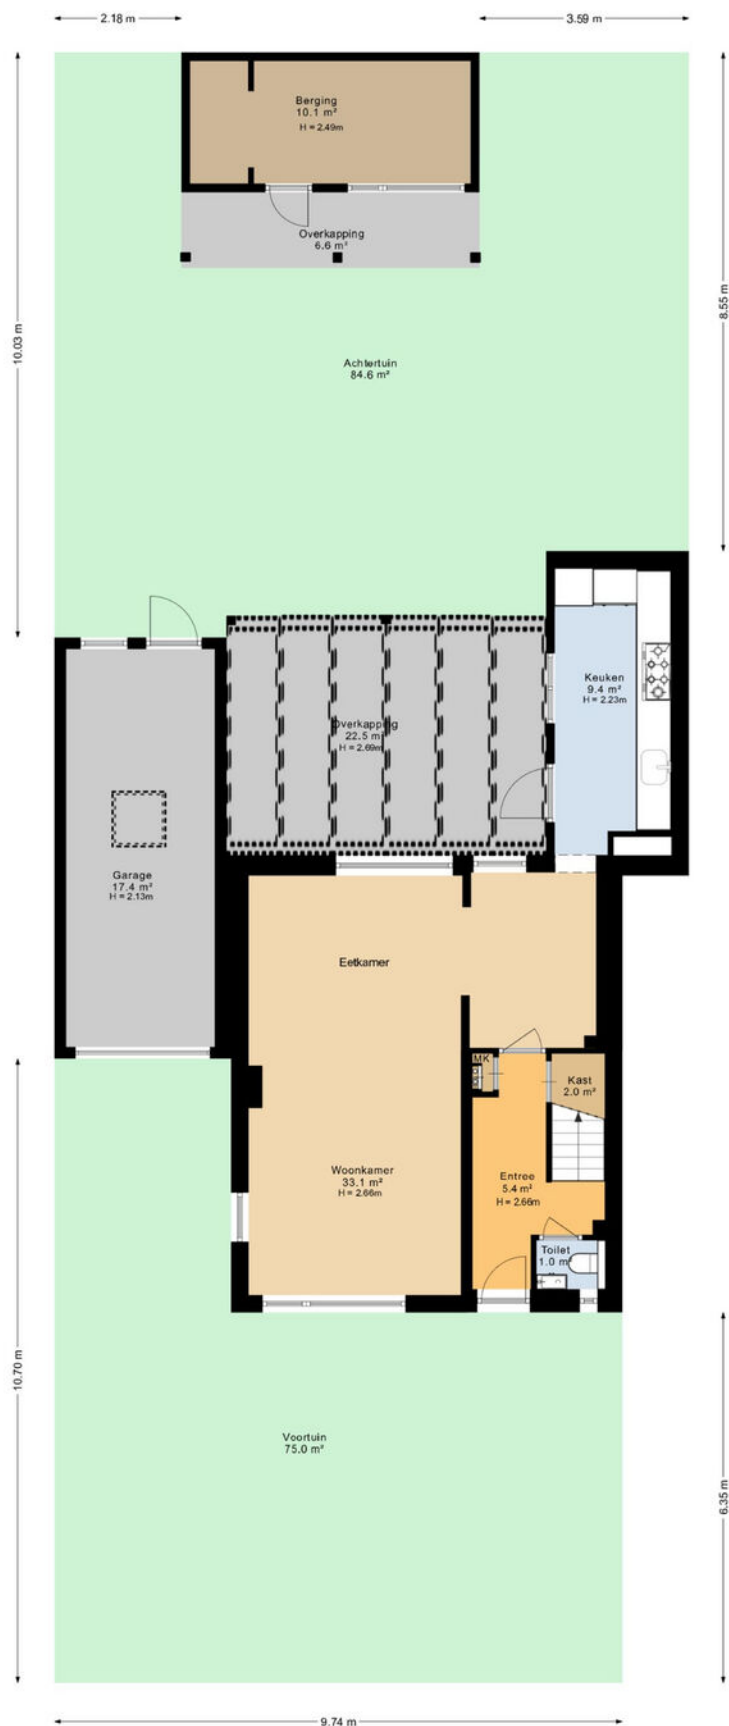 2.18 m
3.59 m
Berging
10.1 m²
H = 2.49m
Overkapping
6.6 m²
10.03 m
8.55 m
Achtertuin
84.6 m²
Keuken
9.4 m²
H = 2.23m
Overkapping
22.5 m²
H = 2.69m
Garage
17.4 m²
H = 2.13m
Eetkamer
MK
Kast
2.0 m²
Woonkamer
33.1 m²
H = 2.66m
Entree
5.4 m²
H = 2.66m
Toilet
1.0 m²
10.70 m
6.35 m
Voortuin
75.0 m²
9.74 m